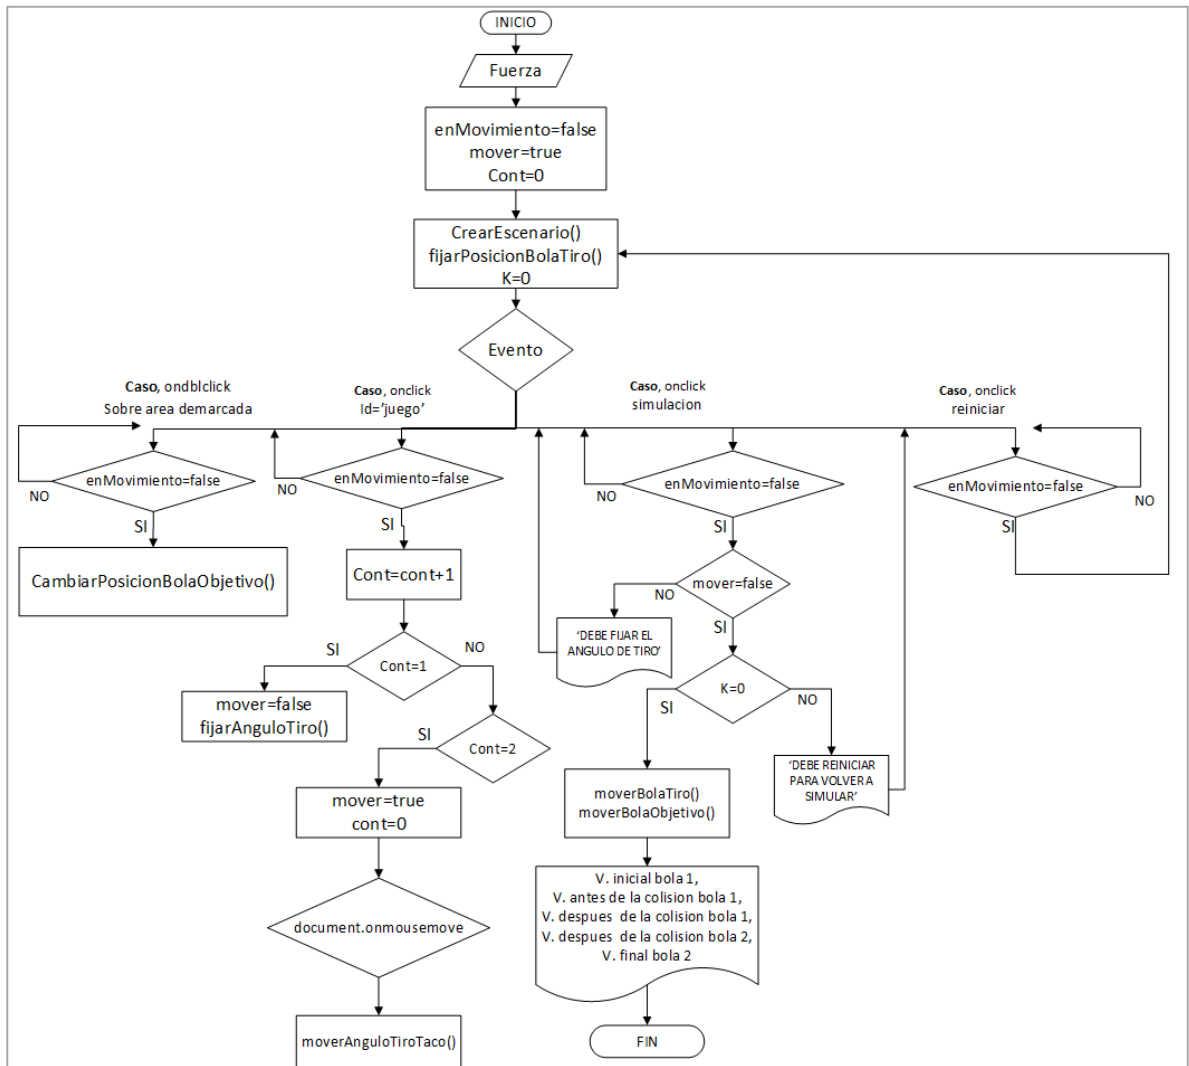 INICIO
Fuerza
enMovimiento=false
mover=true
Cont=0
CrearEscenario()
fijarPosicionBolaTiro()
K=0
Evento
Caso, ondblclick
Sobre area demarcada
Caso, onclick
Id='juego'
Caso, onclick
simulacion
Caso, onclick
reiniciar
enMovimiento=false
NO
SI
enMovimiento=false
NO
SI
enMovimiento=false
NO
SI
enMovimiento=false
NO
SI
CambiarPosicionBolaObjetivo()
Cont=cont+1
mover=false
NO
SI
'DEBE FIJAR EL
ANGULO DE TIRO'
Cont=1
SI
NO
K=0
SI
NO
mover=false
fijarAnguloTiro()
Cont=2
SI
'DEBE REINICIAR
PARA VOLVER A
SIMULAR'
mover=true
cont=0
moverBolaTiro()
moverBolaObjetivo()
V. inicial bola 1,
V. antes de la colision bola 1,
V. despues de la colision bola 1,
V. despues de la colision bola 2,
V. final bola 2
document.onmousemove
moverAnguloTiroTaco()
FIN